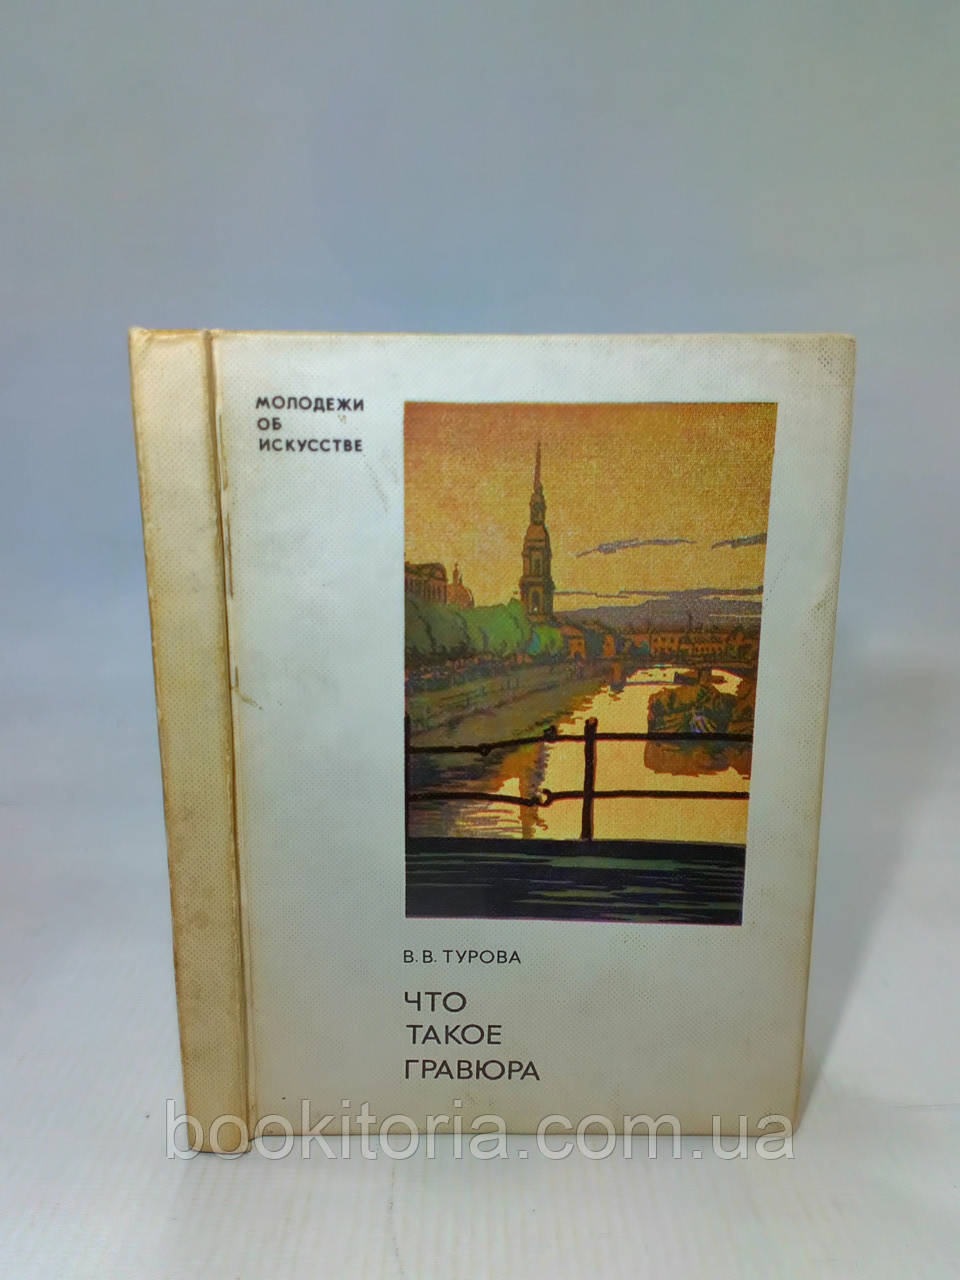 МОЛОДЕЖИ
ОБ
ИСКУССТВЕ
В. В. ТУРОВА
ЧТО
ТАКОЕ
ГРАВЮРА
bookitoria.com.ua